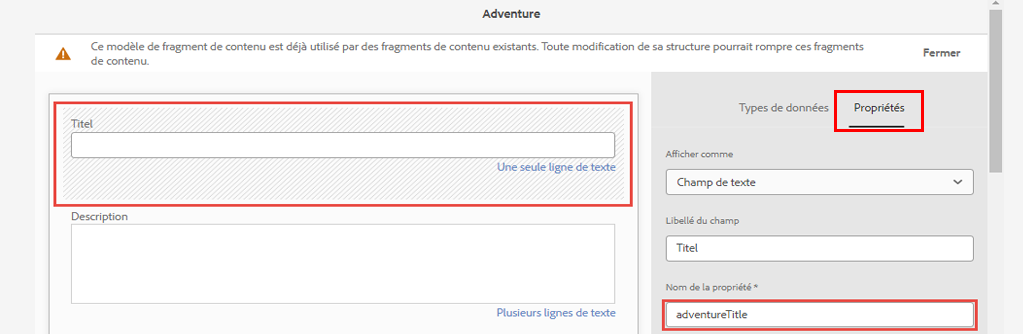 Adventure
Ce modèle de fragment de contenu est déjà utilisé par des fragments de contenu existants. Toute modification de sa structure pourrait rompre ces fragments
de contenu.
Fermer
Titel
Une seule ligne de texte
Description
Plusieurs lignes de texte
Types de données
Propriétés
Afficher comme
Champ de texte
Libellé du champ
Titel
Nom de la propriété *
adventureTitle